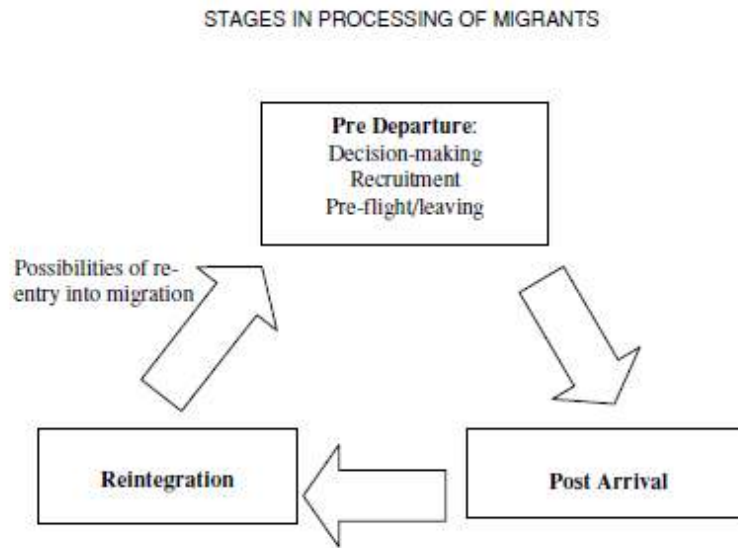 STAGES IN PROCESSING OF MIGRANTS
Pre Departure:
Decision-making
Recruitment
Pre-flight/leaving
Possibilities of re-
entry into migration
Reintegration
Post Arrival